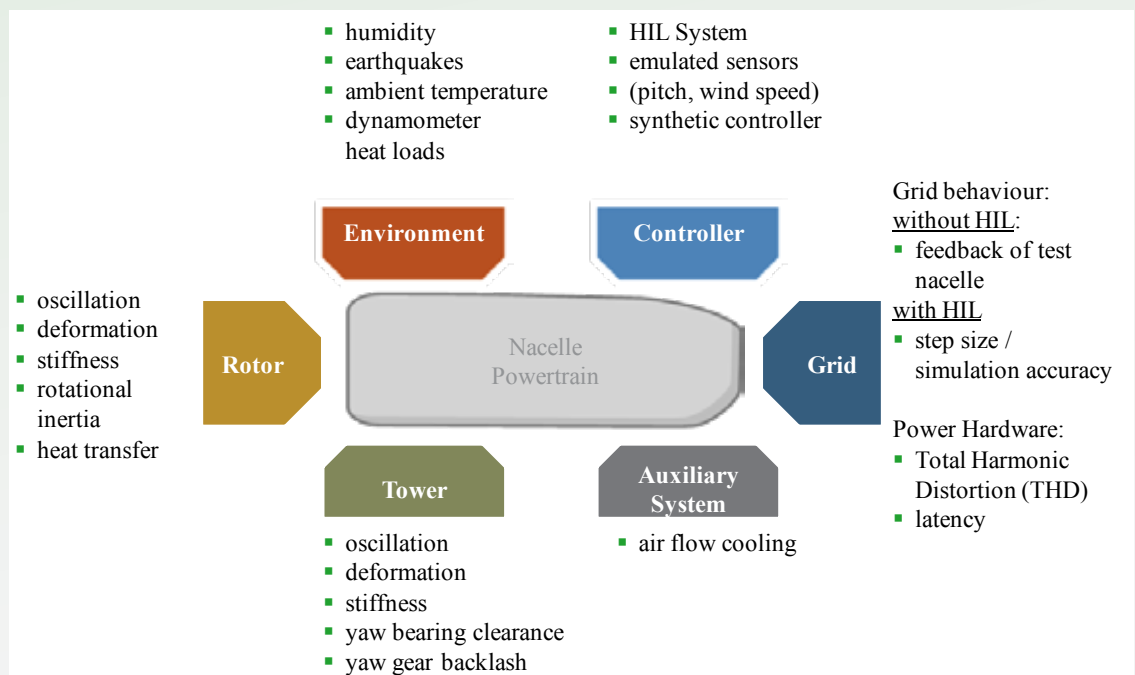 ▪ humidity
▪ earthquakes
▪ ambient temperature
▪ dynamometer
heat loads
▪ HIL System
▪ emulated sensors
▪ (pitch, wind speed)
▪ synthetic controller
Environment
Controller
Grid behaviour:
without HIL:
▪ feedback of test
nacelle
with HIL
▪ step size /
simulation accuracy
Power Hardware:
▪ Total Harmonic
Distortion (THD)
▪ latency
▪ oscillation
▪ deformation
▪ stiffness
▪ rotational
inertia
▪ heat transfer
Rotor
Nacelle
Powertrain
Grid
Tower
Auxiliary
System
▪ oscillation
▪ deformation
▪ stiffness
▪ yaw bearing clearance
▪ yaw gear backlash
▪ air flow cooling